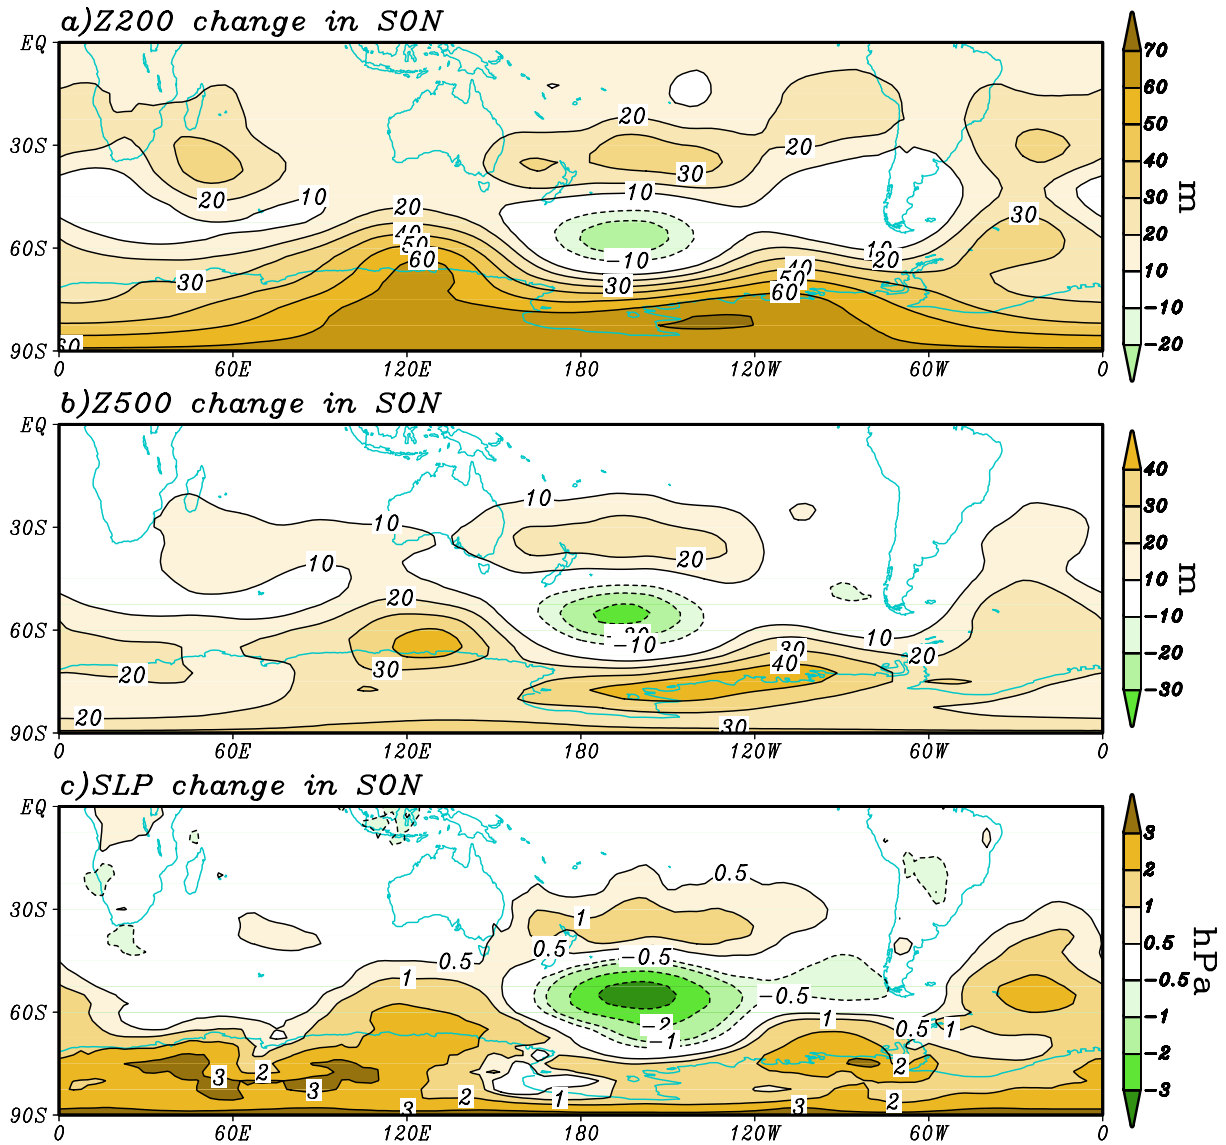 a)Z200 change in SON
EQ
30S
60S
90S
0 60E 120E 180 120W 60W 0
20 10 20 40 50 60 30 60
20 20 30 10 -10 30 30 10 20 40 50 60
70
60
50
40
30
20
10
-10
-20
m
b)Z500 change in SON
EQ
30S
60S
90S
0 60E 120E 180 120W 60W 0
10 10 10 20 20 30 20 20
10 20 -10 30 40 10 20 30
40
30
20
10
-10
-20
-30
m
c)SLP change in SON
EQ
30S
60S
90S
0 60E 120E 180 120W 60W 0
0.5 1 0.5 0.5 -0.5 1 -0.5
-2 -1 1 0.5 1 2
3 2 3 2 1 3 3 2
3
2
1
0.5
-0.5
-1
-2
-3
hPa